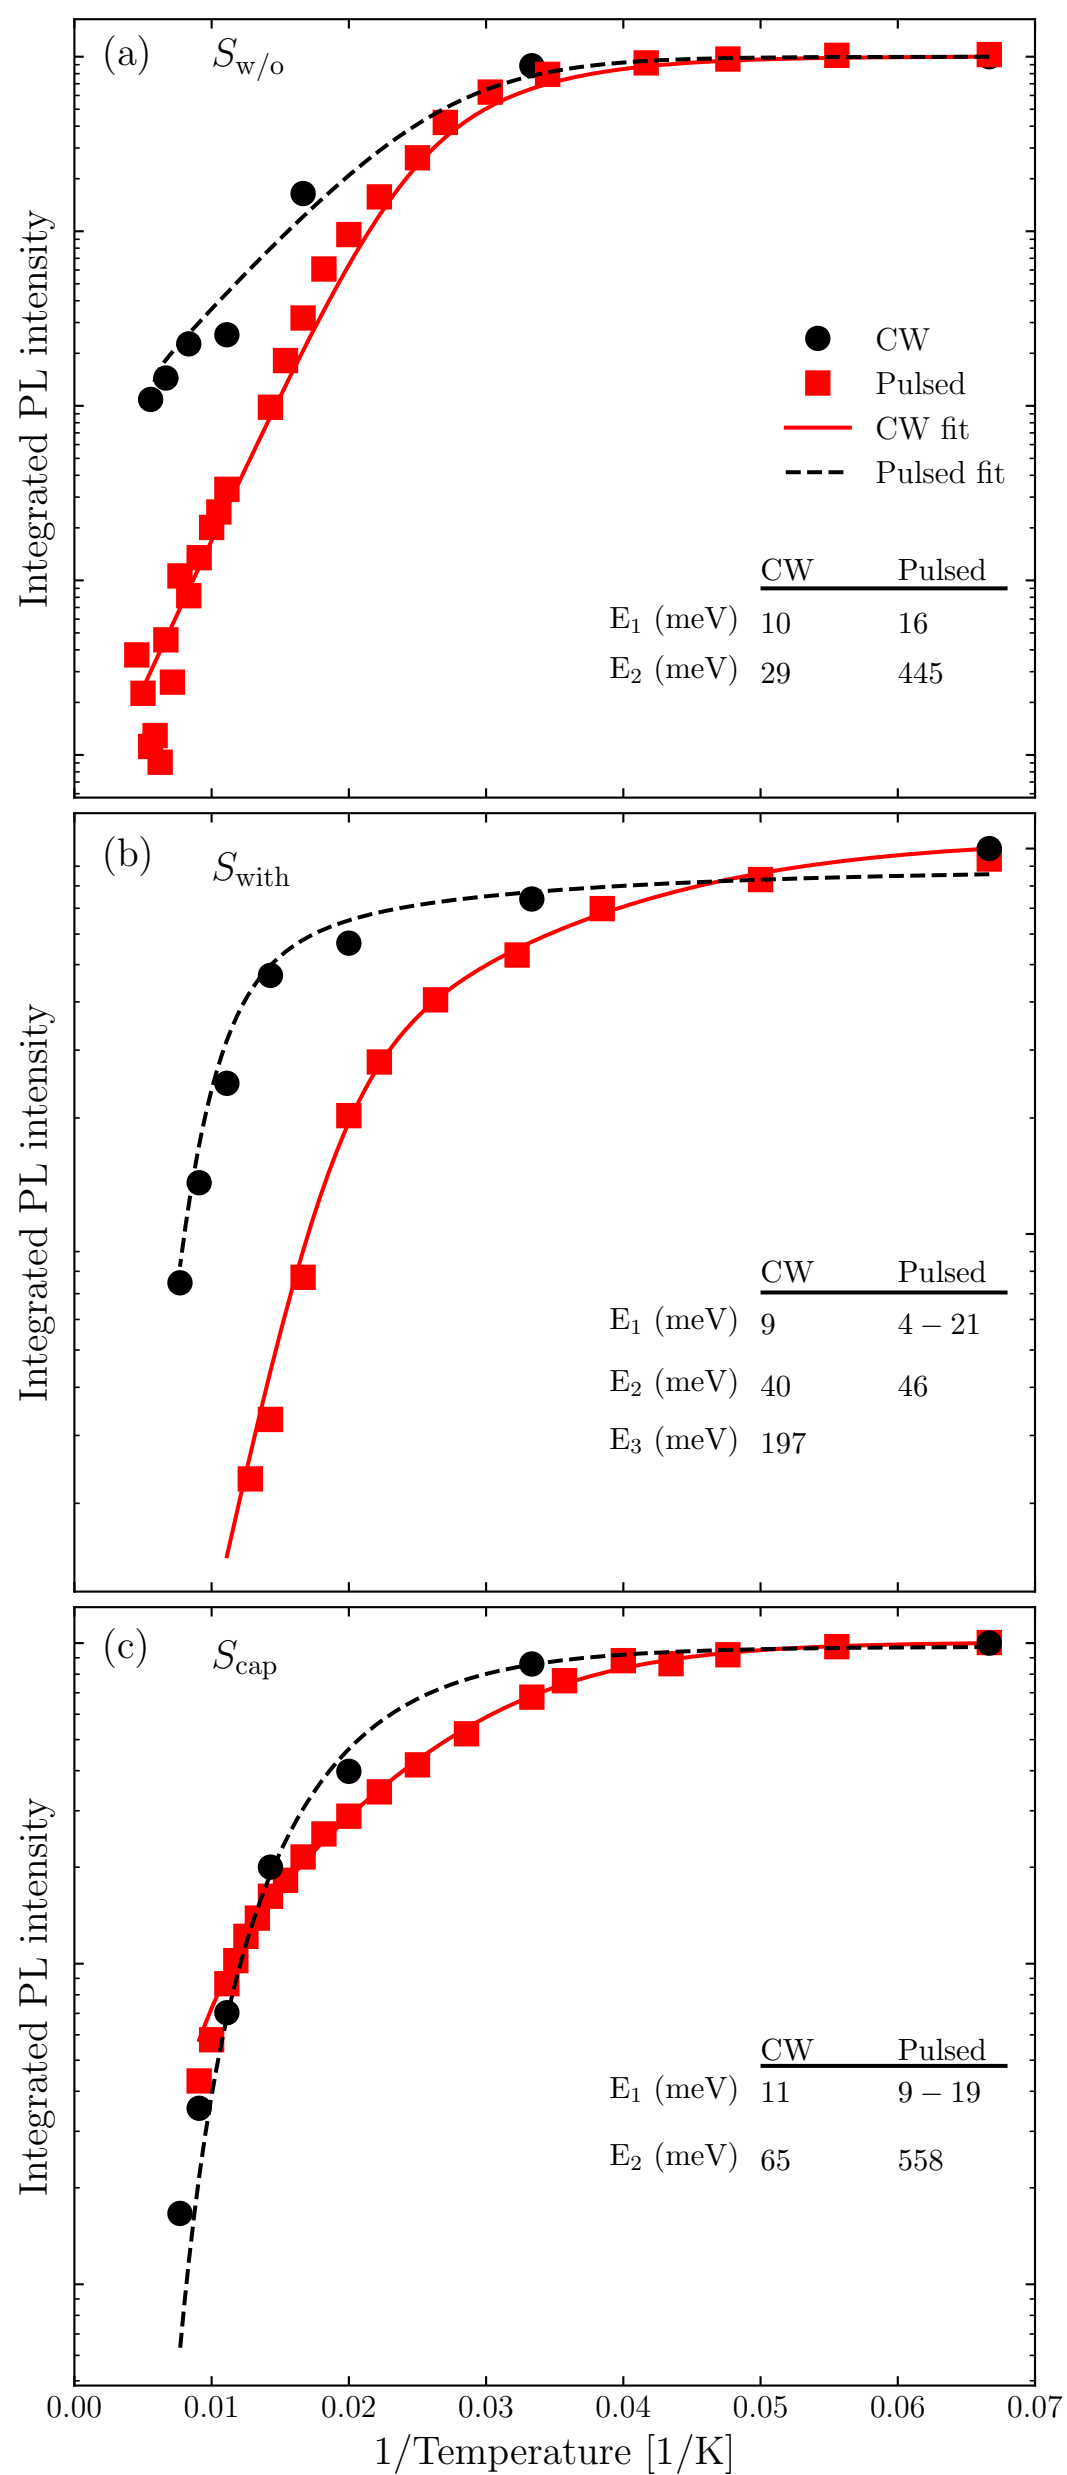 (a) S_w/o
Integrated PL intensity
CW
Pulsed
CW fit
Pulsed fit
CW Pulsed
E₁ (meV) 10 16
E₂ (meV) 29 445
(b) S_with
Integrated PL intensity
CW Pulsed
E₁ (meV) 9 4 − 21
E₂ (meV) 40 46
E₃ (meV) 197
(c) S_cap
Integrated PL intensity
CW Pulsed
E₁ (meV) 11 9 − 19
E₂ (meV) 65 558
0.00 0.01 0.02 0.03 0.04 0.05 0.06 0.07
1/Temperature [1/K]